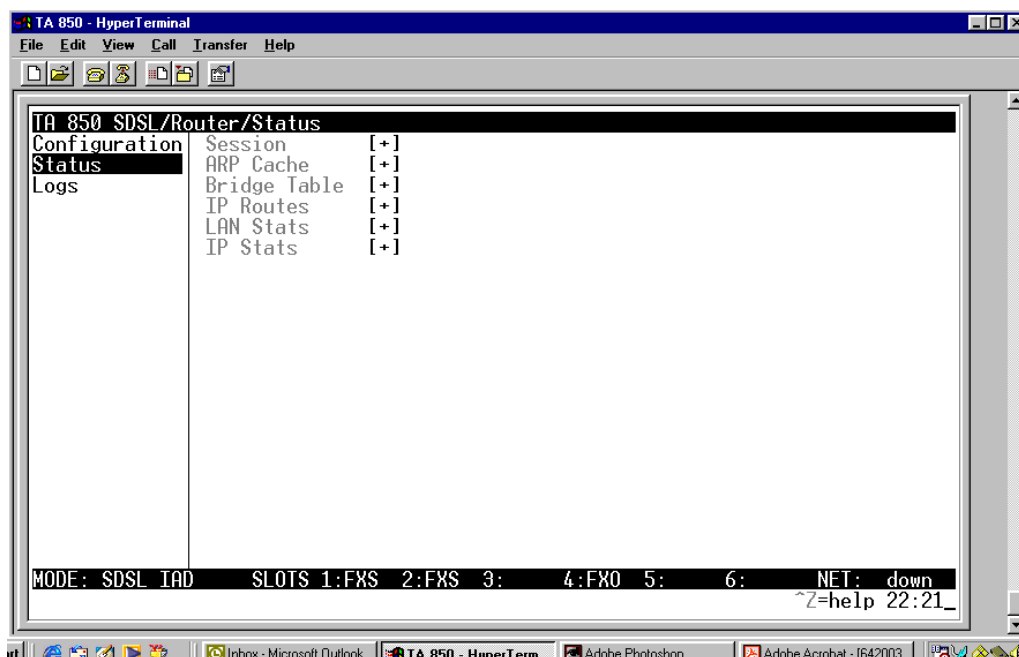 TA 850 - HyperTerminal
File Edit View Call Transfer Help
TA 850 SDSL/Router/Status
Configuration Session [+]
Status ARP Cache [+]
Logs Bridge Table [+]
IP Routes [+]
LAN Stats [+]
IP Stats [+]
MODE: SDSL IAD SLOTS 1:FXS 2:FXS 3: 4:FXO 5: 6: NET: down
^Z=help 22:21_
Inbox - Microsoft Outlook TA 850 - HyperTerm... Adobe Photoshop Adobe Acrobat - [642003...